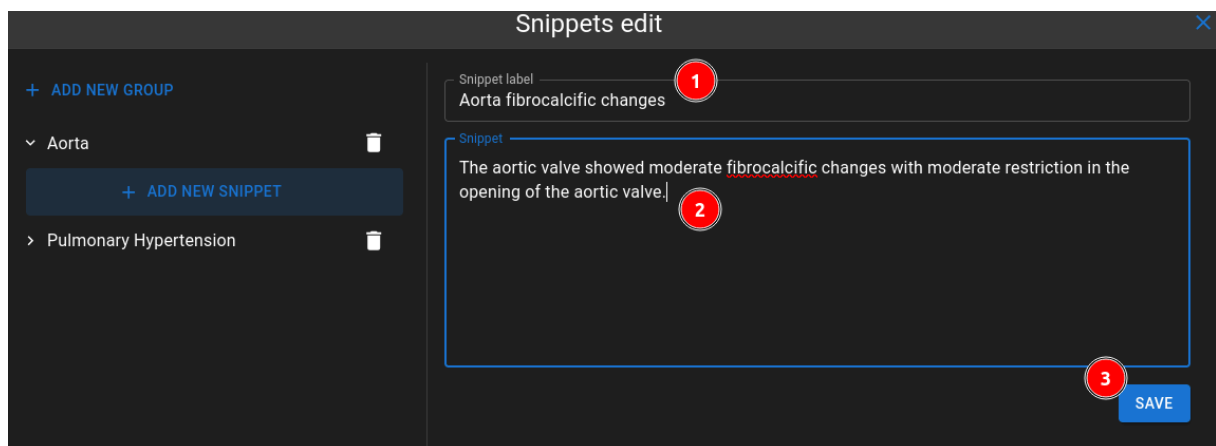 Snippets edit
+ ADD NEW GROUP
Aorta
+ ADD NEW SNIPPET
Pulmonary Hypertension
Snippet label
1
Aorta fibrocalcific changes
Snippet
The aortic valve showed moderate fibrocalcific changes with moderate restriction in the
opening of the aortic valve.
2
3
SAVE